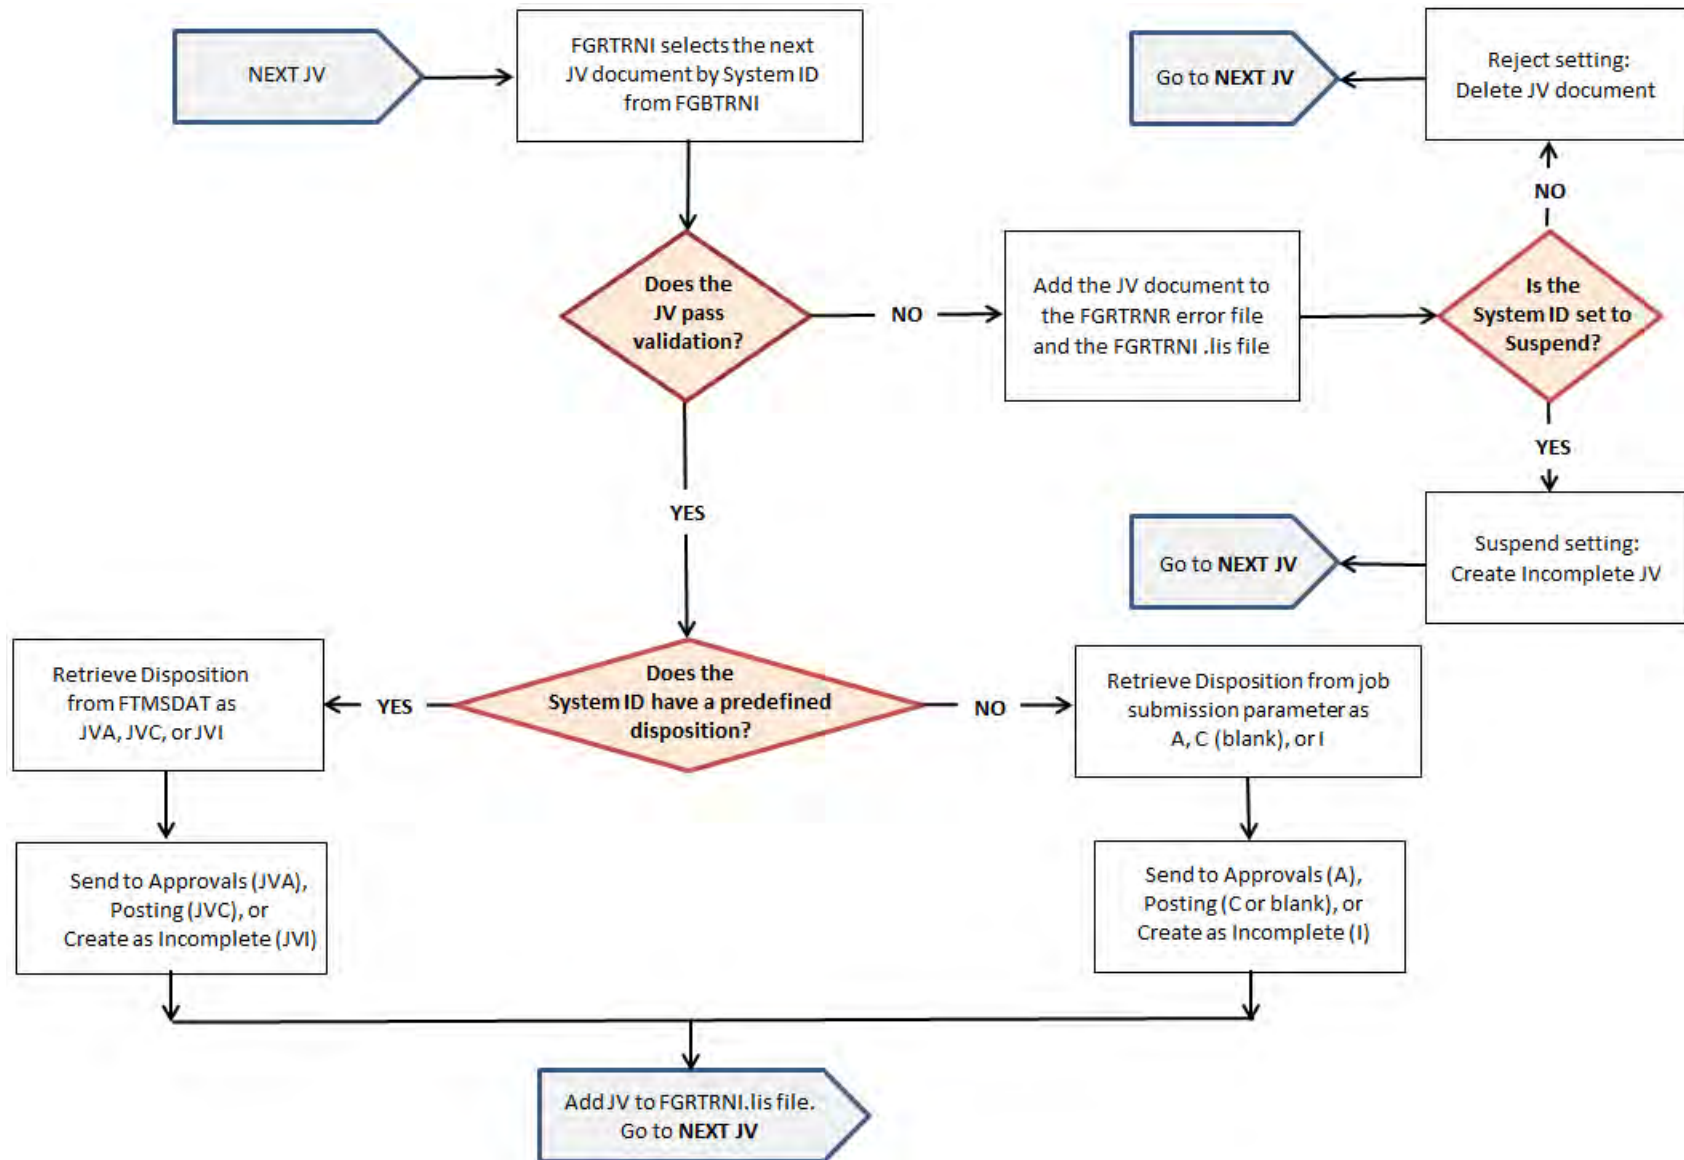 NEXT JV
FGRTRNI selects the next
JV document by System ID
from FGBTRNI
Go to NEXT JV
Reject setting:
Delete JV document
NO
Does the
JV pass
validation?
NO
Add the JV document to
the FGRTRNR error file
and the FGRTRNI .lis file
Is the
System ID set to
Suspend?
YES
YES
Go to NEXT JV
Suspend setting:
Create Incomplete JV
Retrieve Disposition
from FTMSDAT as
JVA, JVC, or JVI
YES
Does the
System ID have a predefined
disposition?
NO
Retrieve Disposition from job
submission parameter as
A, C (blank), or I
Send to Approvals (JVA),
Posting (JVC), or
Create as Incomplete (JVI)
Send to Approvals (A),
Posting (C or blank), or
Create as Incomplete (I)
Add JV to FGRTRNI.lis file.
Go to NEXT JV